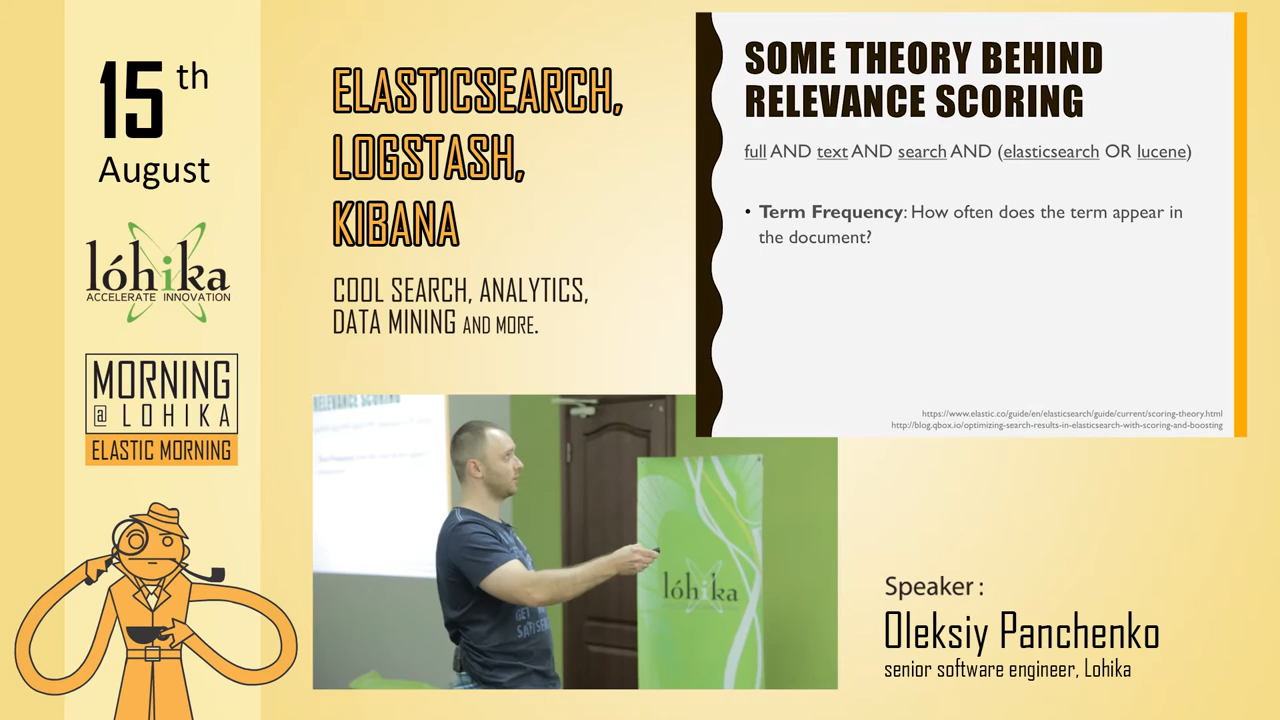 15 th
August
lóhika
ACCELERATE INNOVATION
MORNING
@ LOHIKA
ELASTIC MORNING
ELASTICSEARCH,
LOGSTASH,
KIBANA
COOL SEARCH, ANALYTICS,
DATA MINING AND MORE.
SOME THEORY BEHIND
RELEVANCE SCORING
full AND text AND search AND (elasticsearch OR lucene)
• Term Frequency: How often does the term appear in
the document?
https://www.elastic.co/guide/en/elasticsearch/guide/current/scoring-theory.html
http://blog.qbox.io/optimizing-search-results-in-elasticsearch-with-scoring-and-boosting
RELEVANCE SCORING
lóhika
GET
Speaker :
Oleksiy Panchenko
senior software engineer, Lohika